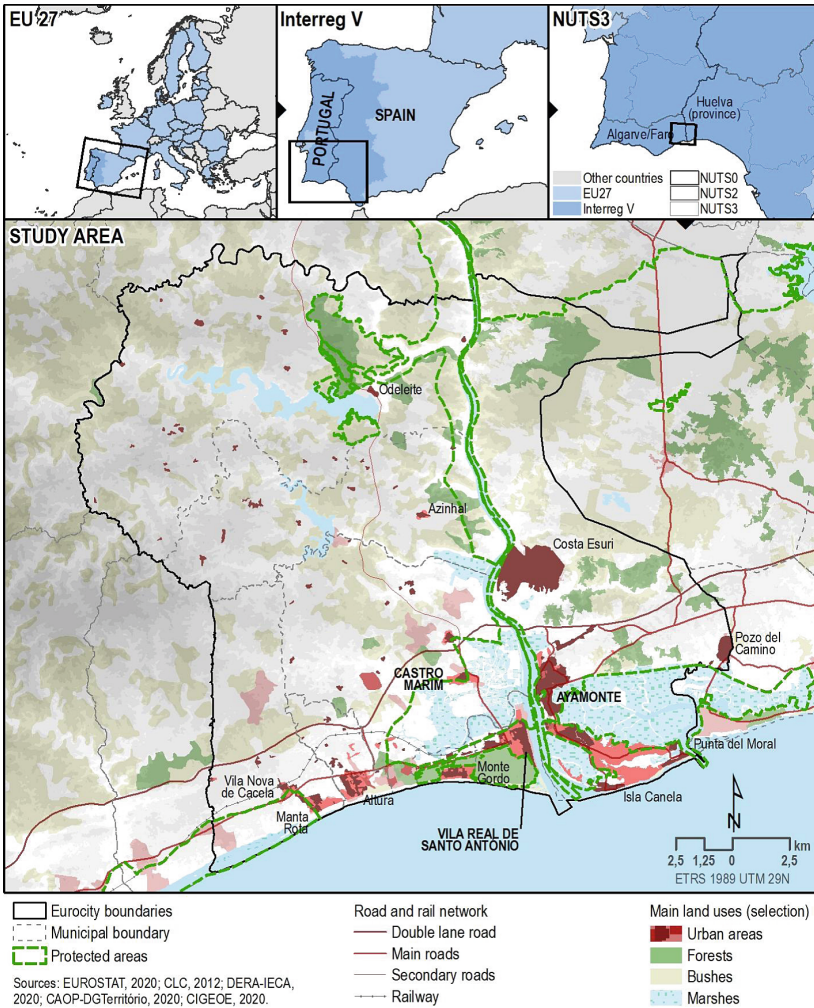 EU 27
Interreg V
PORTUGAL
SPAIN
NUTS3
Huelva
(province)
Algarve/Faro
Other countries
EU27
Interreg V
NUTS0
NUTS2
NUTS3
STUDY AREA
Odeleite
Azinhal
Costa Esuri
Pozo del
Camino
CASTRO
MARIM
AYAMONTE
Punta del Moral
Vila Nova
de Cacela
Monte
Gordo
Altura
Isla Canela
Manta
Rota
VILA REAL DE
SANTO ANTÓNIO
N
2,5 1,25 0 2,5 km
ETRS 1989 UTM 29N
Eurocity boundaries
Municipal boundary
Protected areas
Sources: EUROSTAT, 2020; CLC, 2012; DERA-IECA,
2020; CAOP-DGTerritório, 2020; CIGEOE, 2020.
Road and rail network
Double lane road
Main roads
Secondary roads
Railway
Main land uses (selection)
Urban areas
Forests
Bushes
Marshes